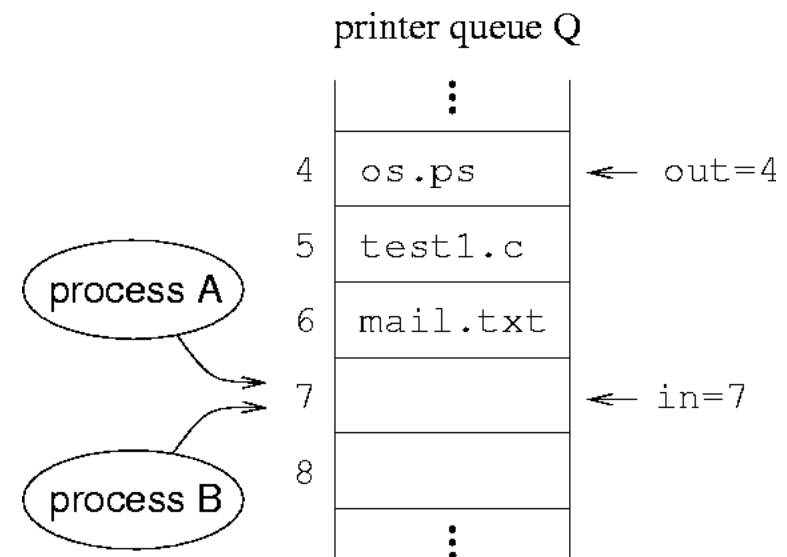 printer queue Q
4 os.ps out=4
5 test1.c
process A
6 mail.txt
7 in=7
8
process B